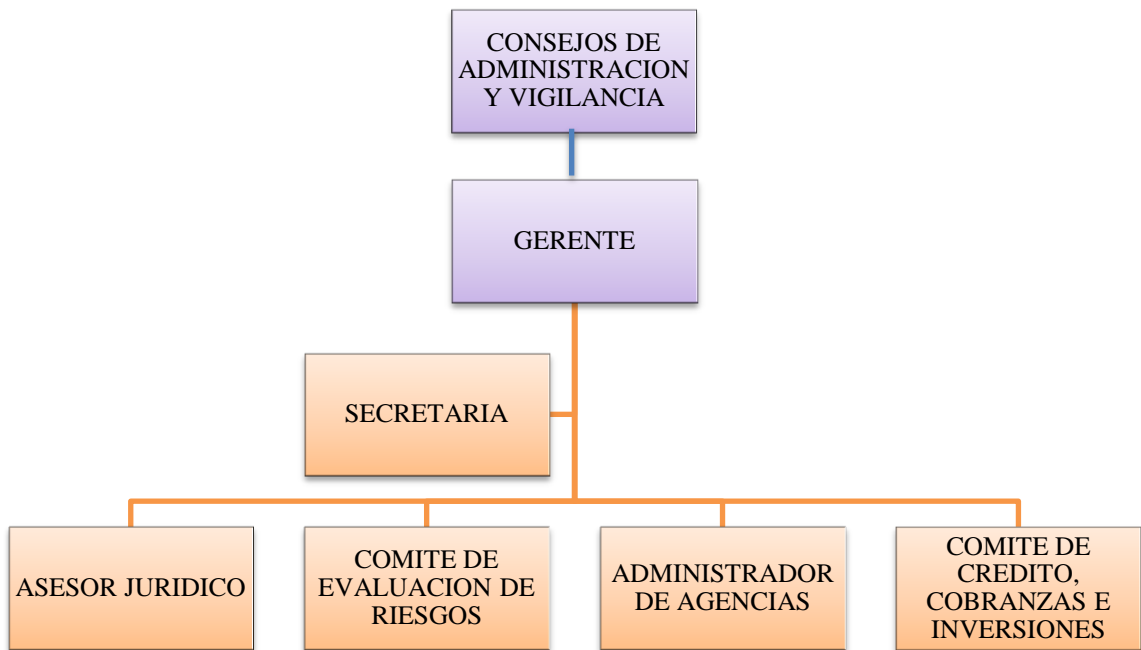 CONSEJOS DE
ADMINISTRACION
Y VIGILANCIA
GERENTE
SECRETARIA
ASESOR JURIDICO
COMITE DE
EVALUACION DE
RIESGOS
ADMINISTRADOR
DE AGENCIAS
COMITE DE
CREDITO,
COBRANZAS E
INVERSIONES